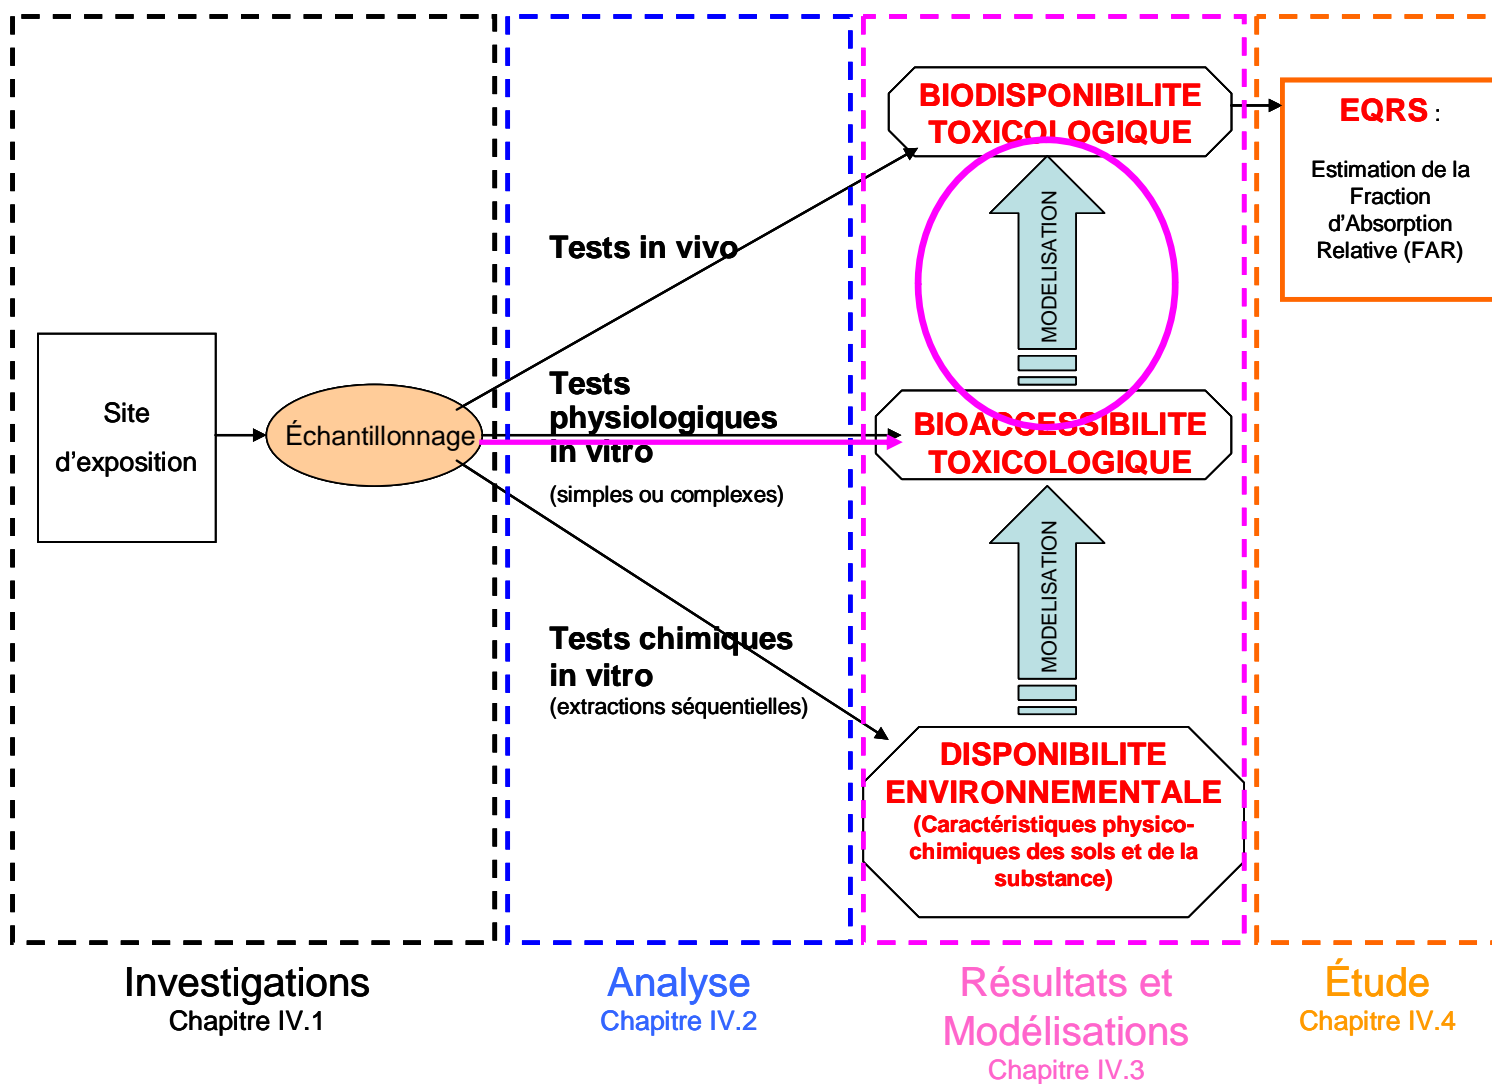 BIODISPONIBILITE
TOXICOLOGIQUE
EQRS :
Estimation de la
Fraction
d’Absorption
Relative (FAR)
MODELISATION
Tests in vivo
Site
d’exposition
Échantillonnage
Tests
physiologiques
in vitro
(simples ou complexes)
BIOACCESSIBILITE
TOXICOLOGIQUE
MODELISATION
Tests chimiques
in vitro
(extractions séquentielles)
DISPONIBILITE
ENVIRONNEMENTALE
(Caractéristiques physico-
chimiques des sols et de la
substance)
Investigations
Chapitre IV.1
Analyse
Chapitre IV.2
Résultats et
Modélisations
Chapitre IV.3
Étude
Chapitre IV.4